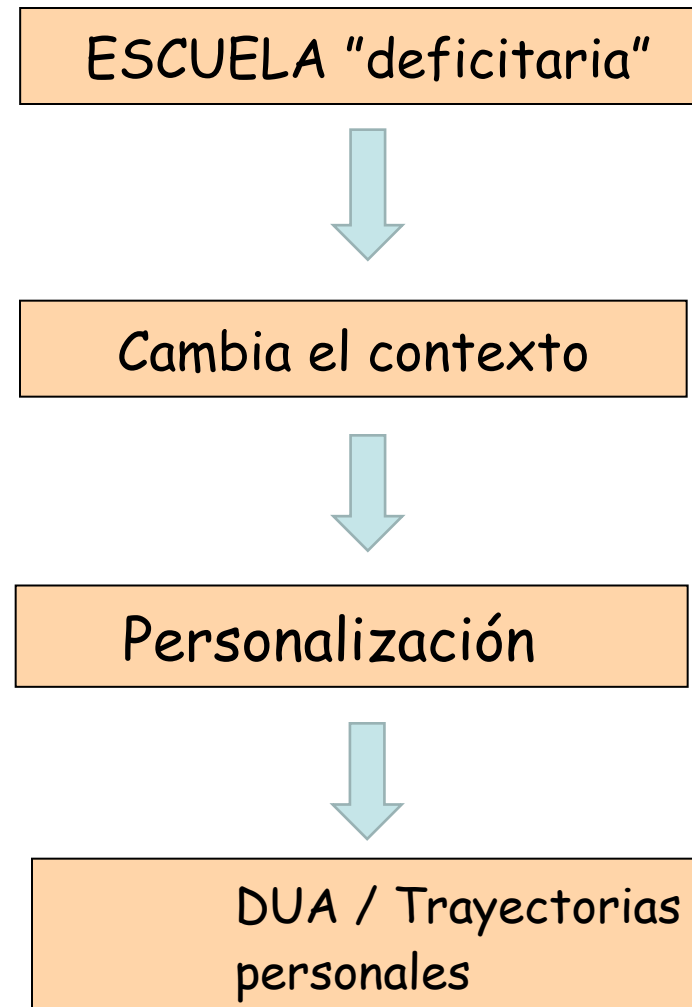 ESCUELA ”deficitaria”
Cambia el contexto
Personalización
DUA / Trayectorias
personales